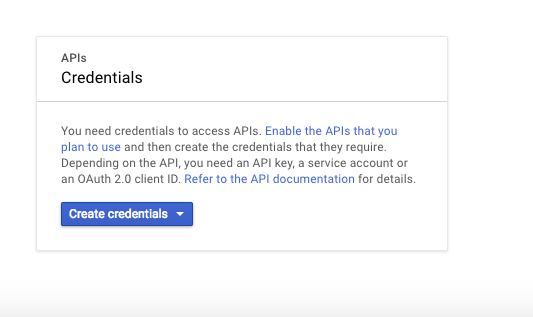 APIs
Credentials
You need credentials to access APIs. Enable the APIs that you
plan to use and then create the credentials that they require.
Depending on the API, you need an API key, a service account or
an OAuth 2.0 client ID. Refer to the API documentation for details.
Create credentials